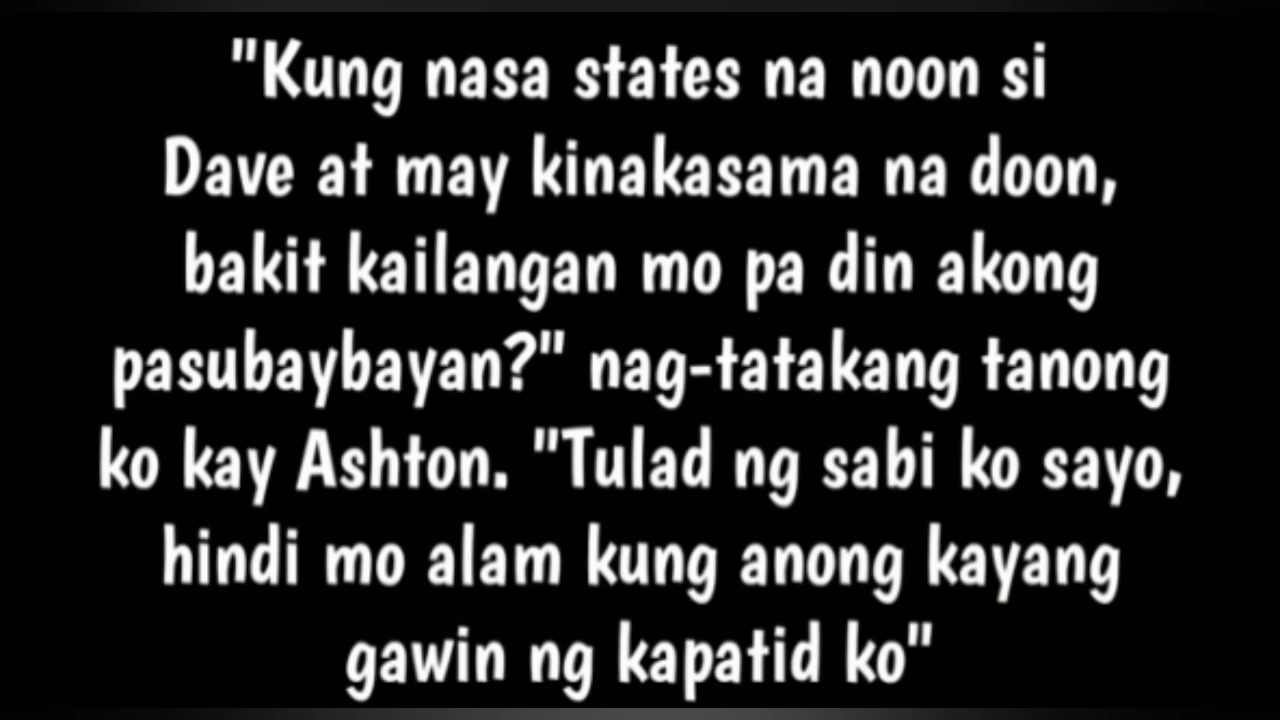 "Kung nasa states na noon si
Dave at may kinakasama na doon,
bakit kailangan mo pa din akong
pasubaybayan?" nag-tatakang tanong
ko kay Ashton. "Tulad ng sabi ko sayo,
hindi mo alam kung anong kayang
gawin ng kapatid ko"